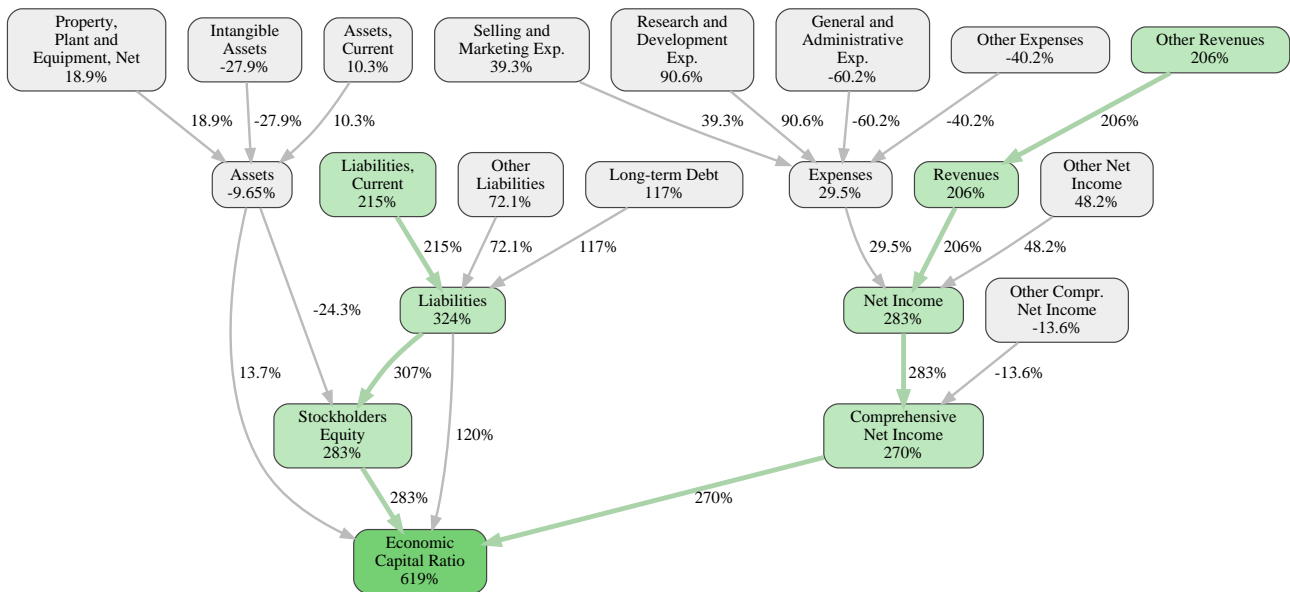 Property,
Plant and
Equipment, Net
18.9%
Intangible
Assets
-27.9%
Assets,
Current
10.3%
Selling and
Marketing Exp.
39.3%
Research and
Development
Exp.
90.6%
General and
Administrative
Exp.
-60.2%
Other Expenses
-40.2%
Other Revenues
206%
18.9%
-27.9%
10.3%
39.3%
90.6%
-60.2%
-40.2%
206%
Assets
-9.65%
Liabilities,
Current
215%
Other
Liabilities
72.1%
Long-term Debt
117%
Expenses
29.5%
Revenues
206%
Other Net
Income
48.2%
215%
72.1%
117%
29.5%
206%
48.2%
-24.3%
Liabilities
324%
Net Income
283%
Other Compr.
Net Income
-13.6%
13.7%
307%
283%
-13.6%
Stockholders
Equity
283%
120%
Comprehensive
Net Income
270%
283%
270%
Economic
Capital Ratio
619%